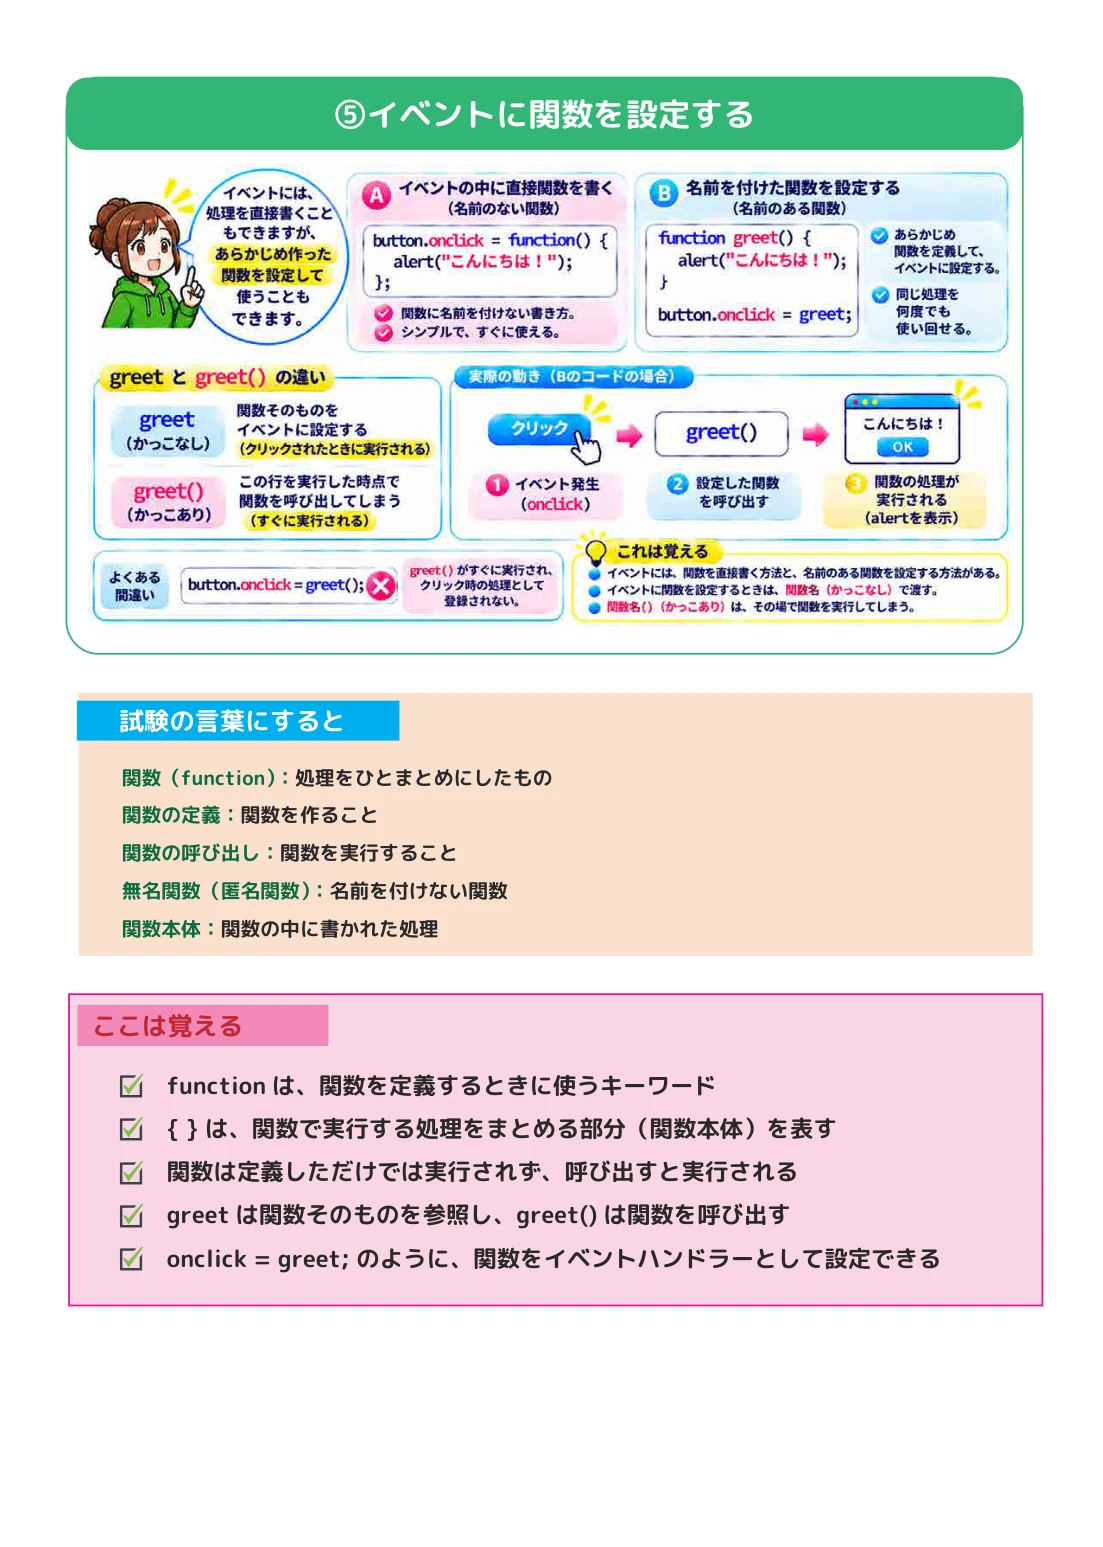 ⑤イベントに関数を設定する
イベントには、
処理を直接書くこと
もできますが、
あらかじめ作った
関数を設定して
使うことも
できます。
A イベントの中に直接関数を書く
（名前のない関数）
button.onclick = function() {
alert("こんにちは！");
};
関数に名前を付けない書き方。
シンプルで、すぐに使える。
B 名前を付けた関数を設定する
（名前のある関数）
function greet() {
alert("こんにちは！");
}
button.onclick = greet;
あらかじめ
関数を定義して、
イベントに設定する。
同じ処理を
何度でも
使い回せる。
greet と greet() の違い
greet
（かっこなし）
関数そのものを
イベントに設定する
（クリックされたときに実行される）
greet()
（かっこあり）
この行を実行した時点で
関数を呼び出してしまう
（すぐに実行される）
実際の動き（Bのコードの場合）
クリック
greet()
こんにちは！
OK
1 イベント発生
（onclick）
2 設定した関数
を呼び出す
3 関数の処理が
実行される
（alertを表示）
よくある
間違い
button.onclick = greet();
greet() がすぐに実行され、
クリック時の処理として
登録されない。
これは覚える
イベントには、関数を直接書く方法と、名前のある関数を設定する方法がある。
イベントに関数を設定するときは、関数名（かっこなし）で渡す。
関数名()（かっこあり）は、その場で関数を実行してしまう。
試験の言葉にすると
関数（function）：処理をひとまとめにしたもの
関数の定義：関数を作ること
関数の呼び出し：関数を実行すること
無名関数（匿名関数）：名前を付けない関数
関数本体：関数の中に書かれた処理
ここは覚える
function は、関数を定義するときに使うキーワード
{ } は、関数で実行する処理をまとめる部分（関数本体）を表す
関数は定義しただけでは実行されず、呼び出すと実行される
greet は関数そのものを参照し、greet() は関数を呼び出す
onclick = greet; のように、関数をイベントハンドラーとして設定できる